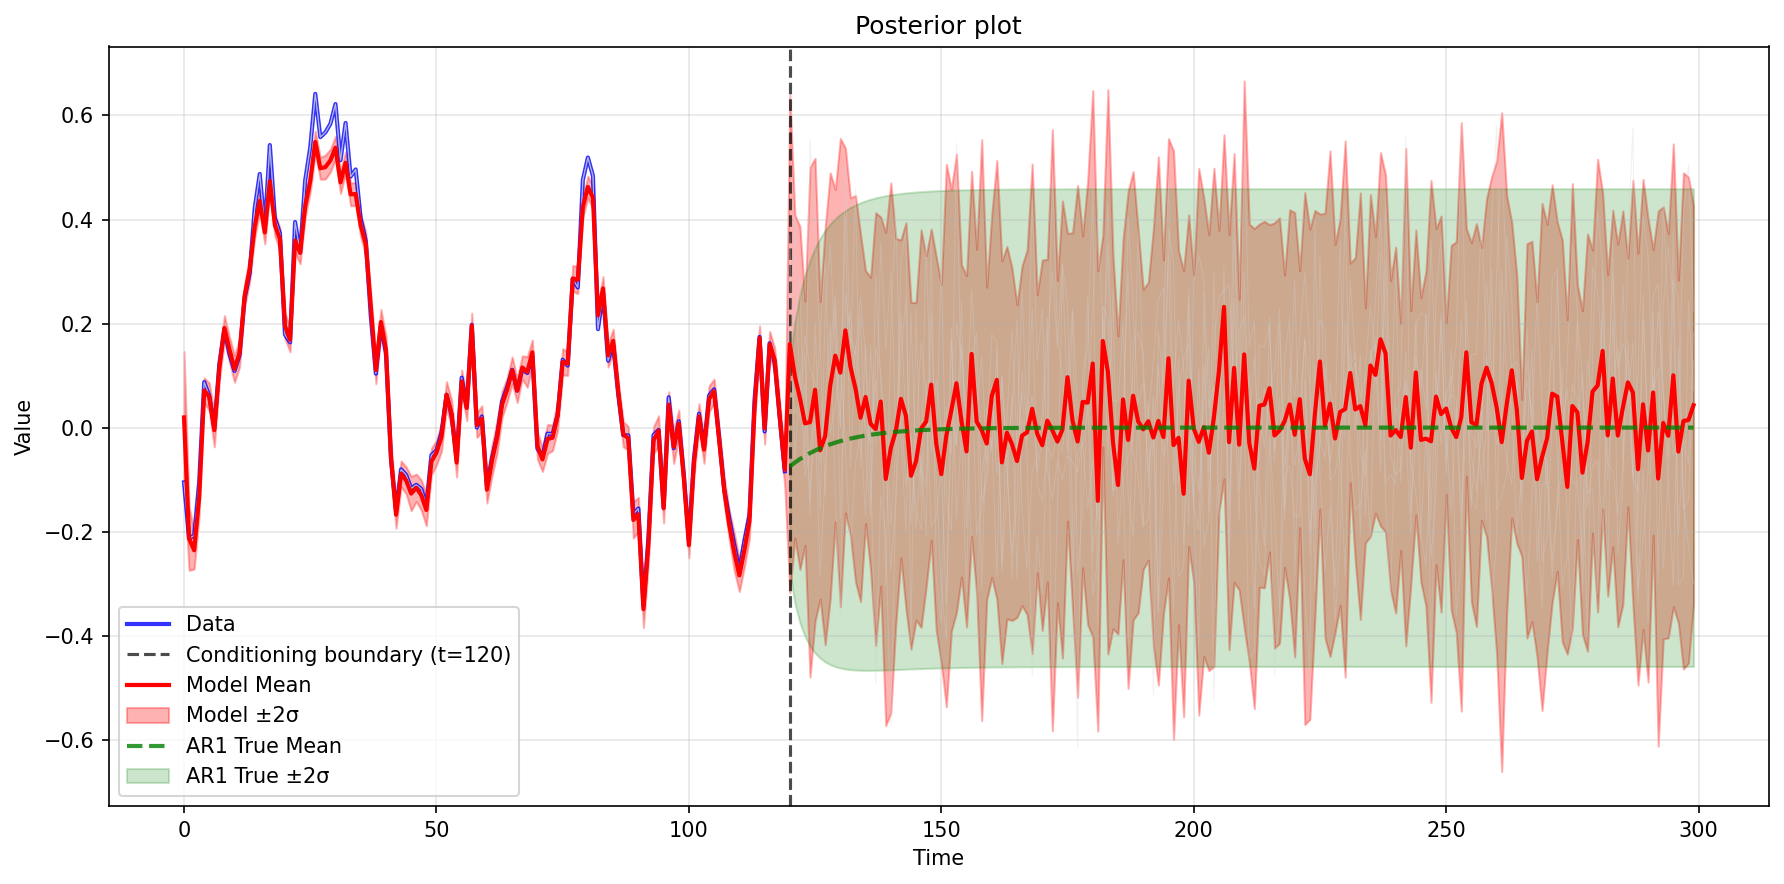 Posterior plot
Value
0.6
0.4
0.2
0.0
−0.2
−0.4
−0.6
Data
Conditioning boundary (t=120)
Model Mean
Model ±2σ
AR1 True Mean
AR1 True ±2σ
0 50 100 150 200 250 300
Time